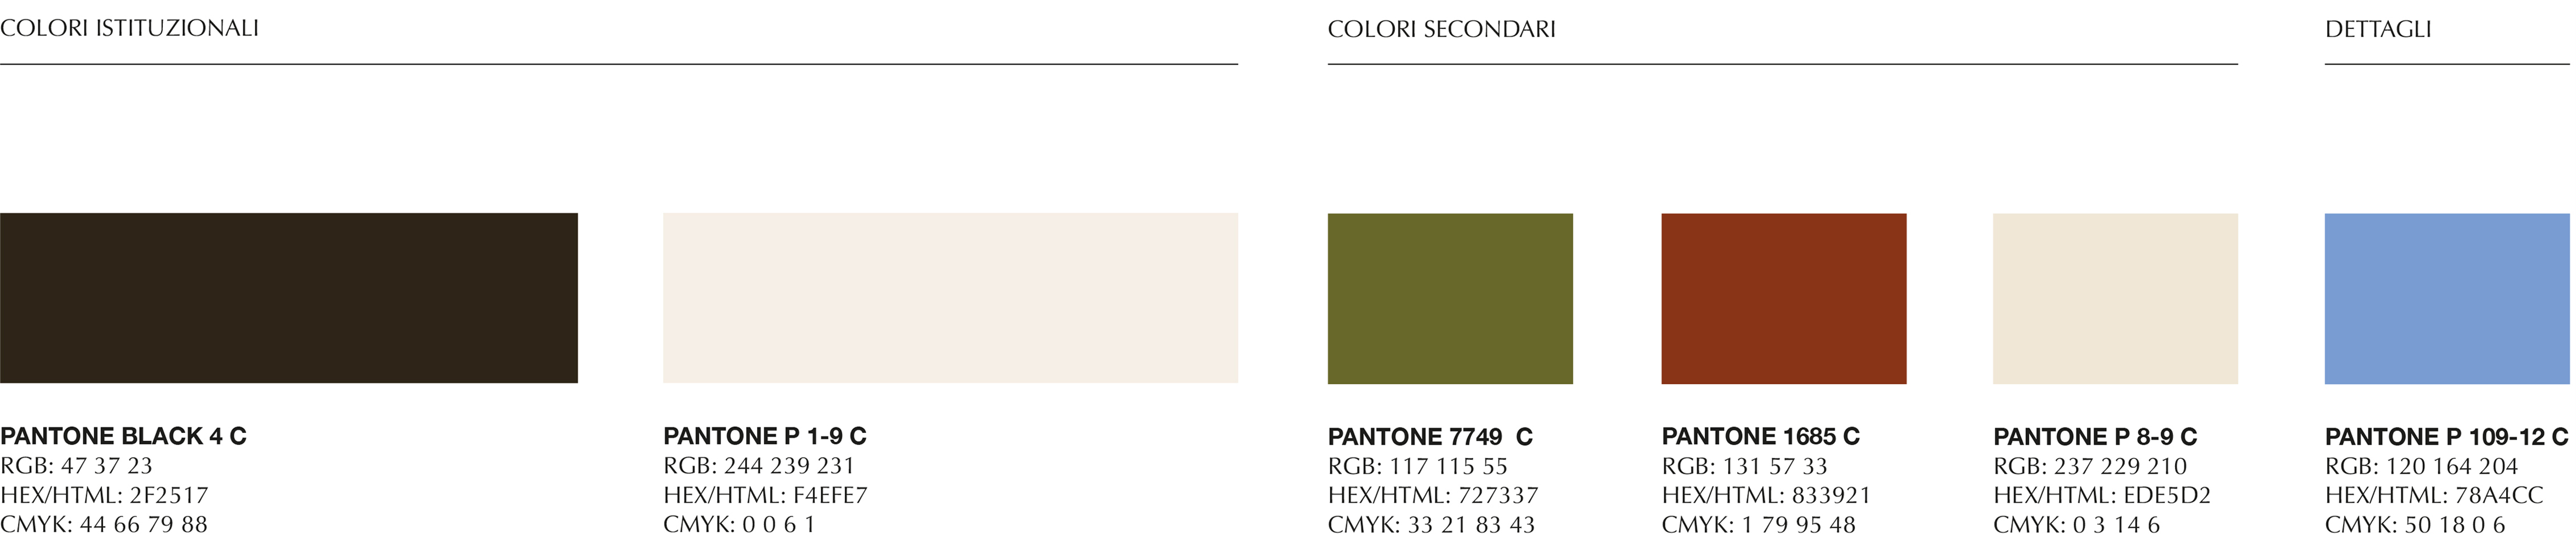 COLORI ISTITUZIONALI
COLORI SECONDARI
DETTAGLI
PANTONE BLACK 4 C
RGB: 47 37 23
HEX/HTML: 2F2517
CMYK: 44 66 79 88
PANTONE P 1-9 C
RGB: 244 239 231
HEX/HTML: F4EFE7
CMYK: 0 0 6 1
PANTONE 7749 C
RGB: 117 115 55
HEX/HTML: 727337
CMYK: 33 21 83 43
PANTONE 1685 C
RGB: 131 57 33
HEX/HTML: 833921
CMYK: 1 79 95 48
PANTONE P 8-9 C
RGB: 237 229 210
HEX/HTML: EDE5D2
CMYK: 0 3 14 6
PANTONE P 109-12 C
RGB: 120 164 204
HEX/HTML: 78A4CC
CMYK: 50 18 0 6